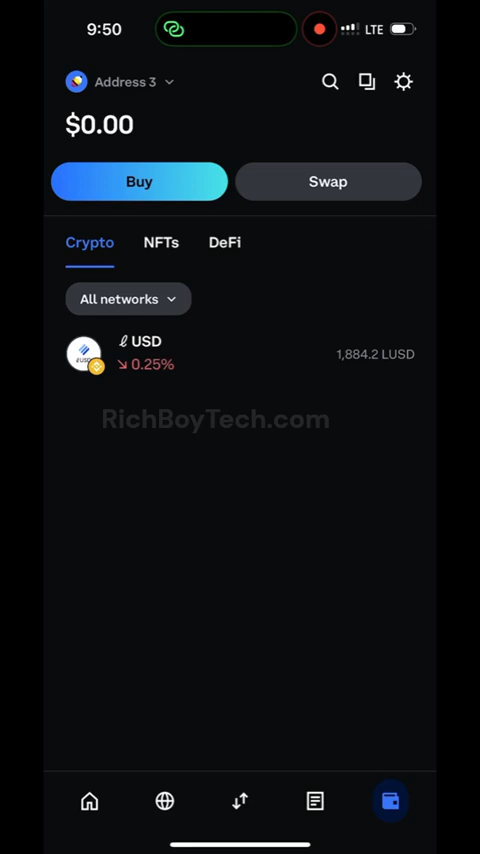 9:50
LTE
Address 3
$0.00
Buy
Swap
Crypto
NFTs
DeFi
All networks
ℓUSD
↘ 0.25%
1,884.2 LUSD
RichBoyTech.com